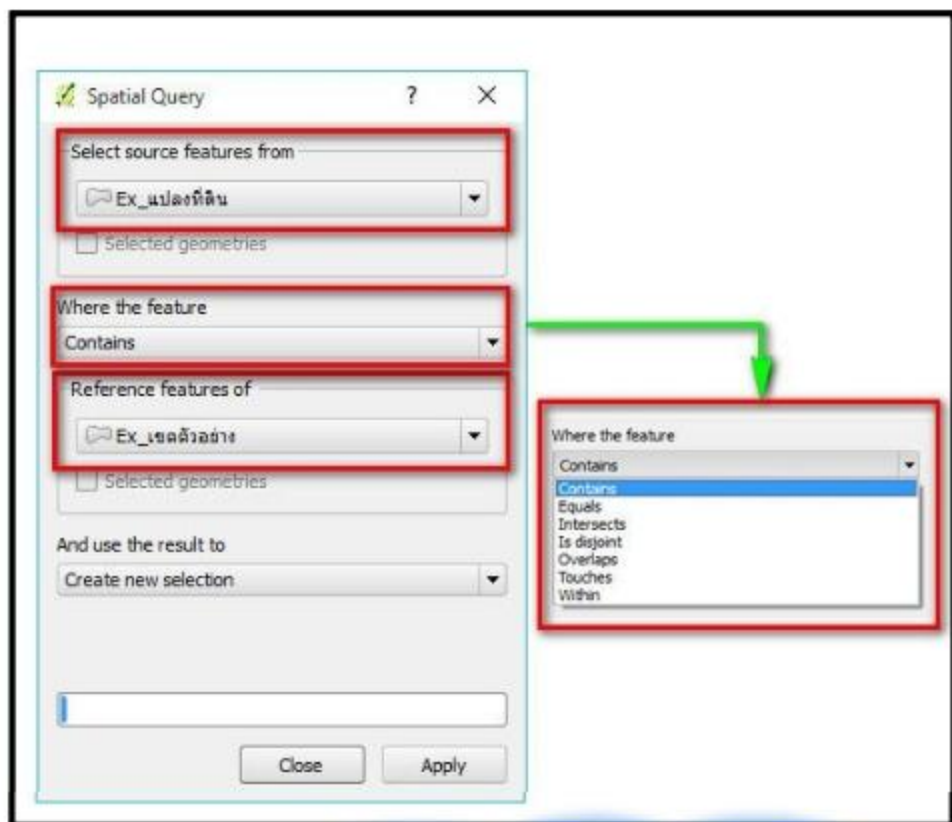 Spatial Query
?
Select source features from
Ex_แปลงที่ดิน
Selected geometries
Where the feature
Contains
Reference features of
Ex_เขตตัวอย่าง
Selected geometries
And use the result to
Create new selection
Close
Apply
Where the feature
Contains
Contains
Equals
Intersects
Is disjoint
Overlaps
Touches
Within